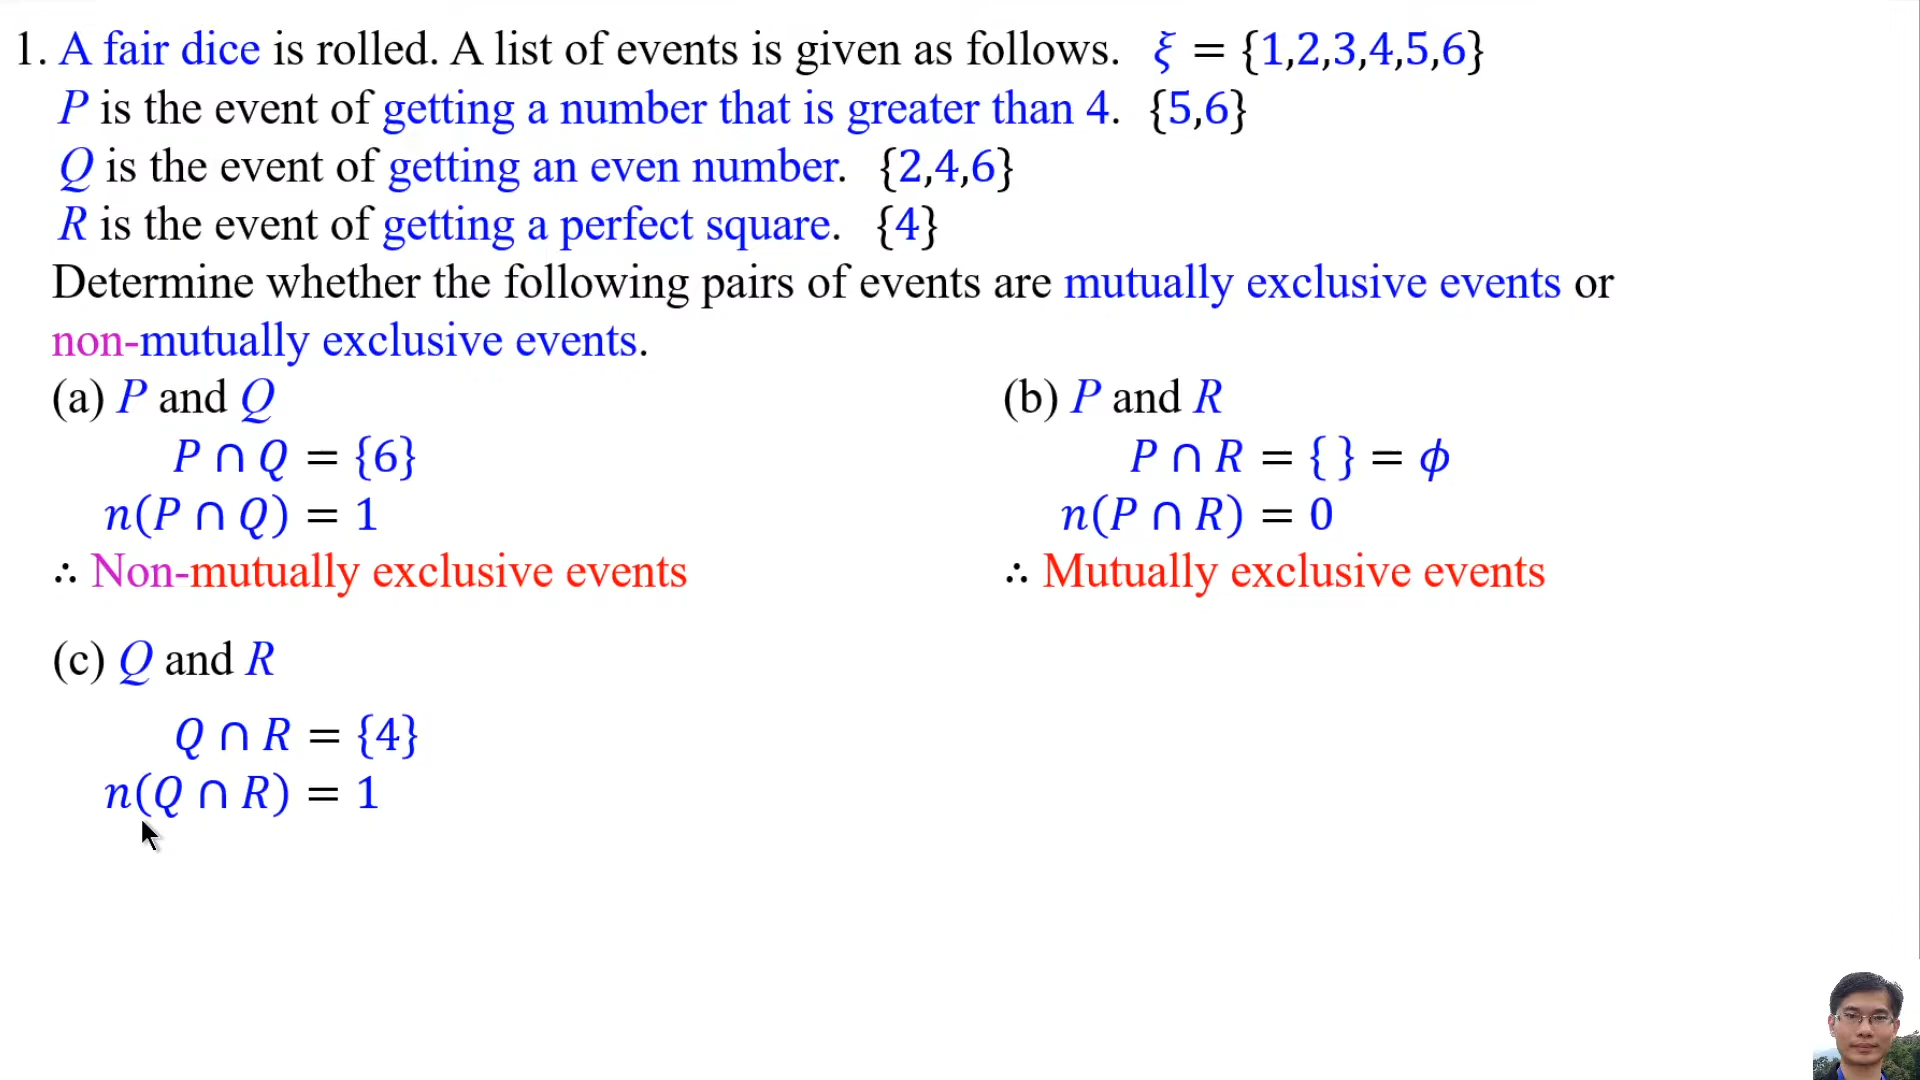 1. A fair dice is rolled. A list of events is given as follows. ξ = {1,2,3,4,5,6}
P is the event of getting a number that is greater than 4. {5,6}
Q is the event of getting an even number. {2,4,6}
R is the event of getting a perfect square. {4}
Determine whether the following pairs of events are mutually exclusive events or
non-mutually exclusive events.
(a) P and Q
P ∩ Q = {6}
n(P ∩ Q) = 1
∴ Non-mutually exclusive events
(b) P and R
P ∩ R = { } = ϕ
n(P ∩ R) = 0
∴ Mutually exclusive events
(c) Q and R
Q ∩ R = {4}
n(Q ∩ R) = 1